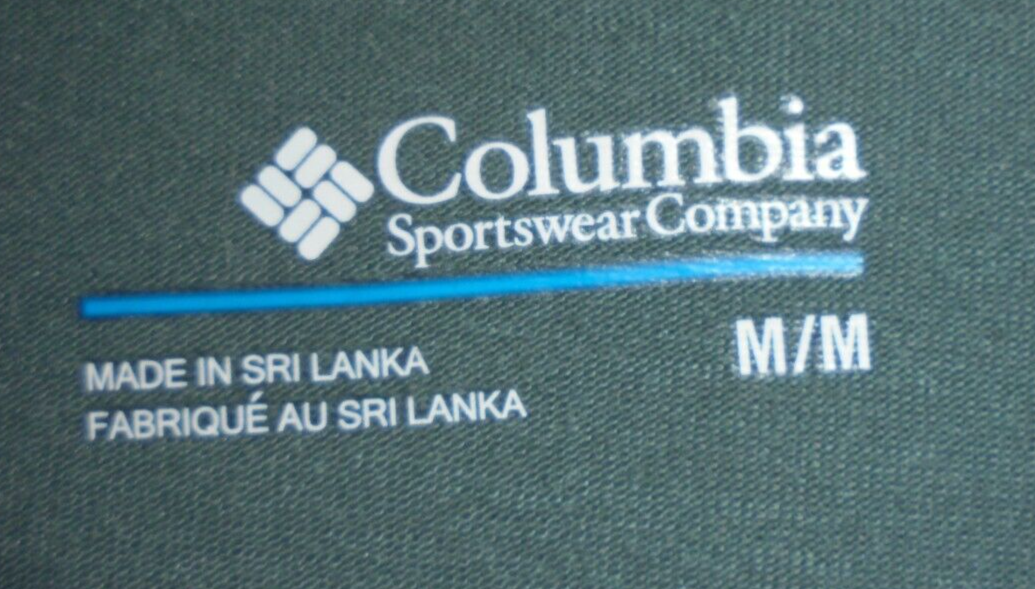 Columbia
Sportswear Company
M/M
MADE IN SRI LANKA
FABRIQUÉ AU SRI LANKA